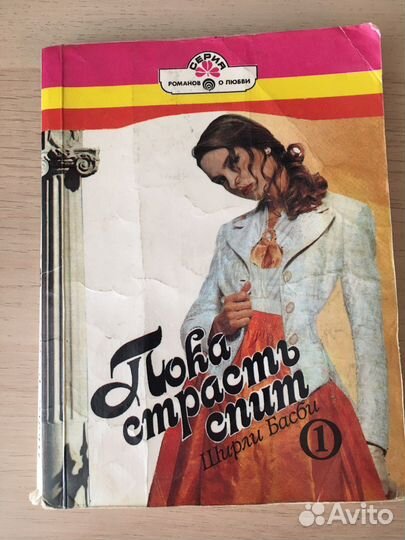 СЕРИЯ
РОМАНОВ О ЛЮБВИ
Пока
страсть
спит
Ширли Басби
1
Avito